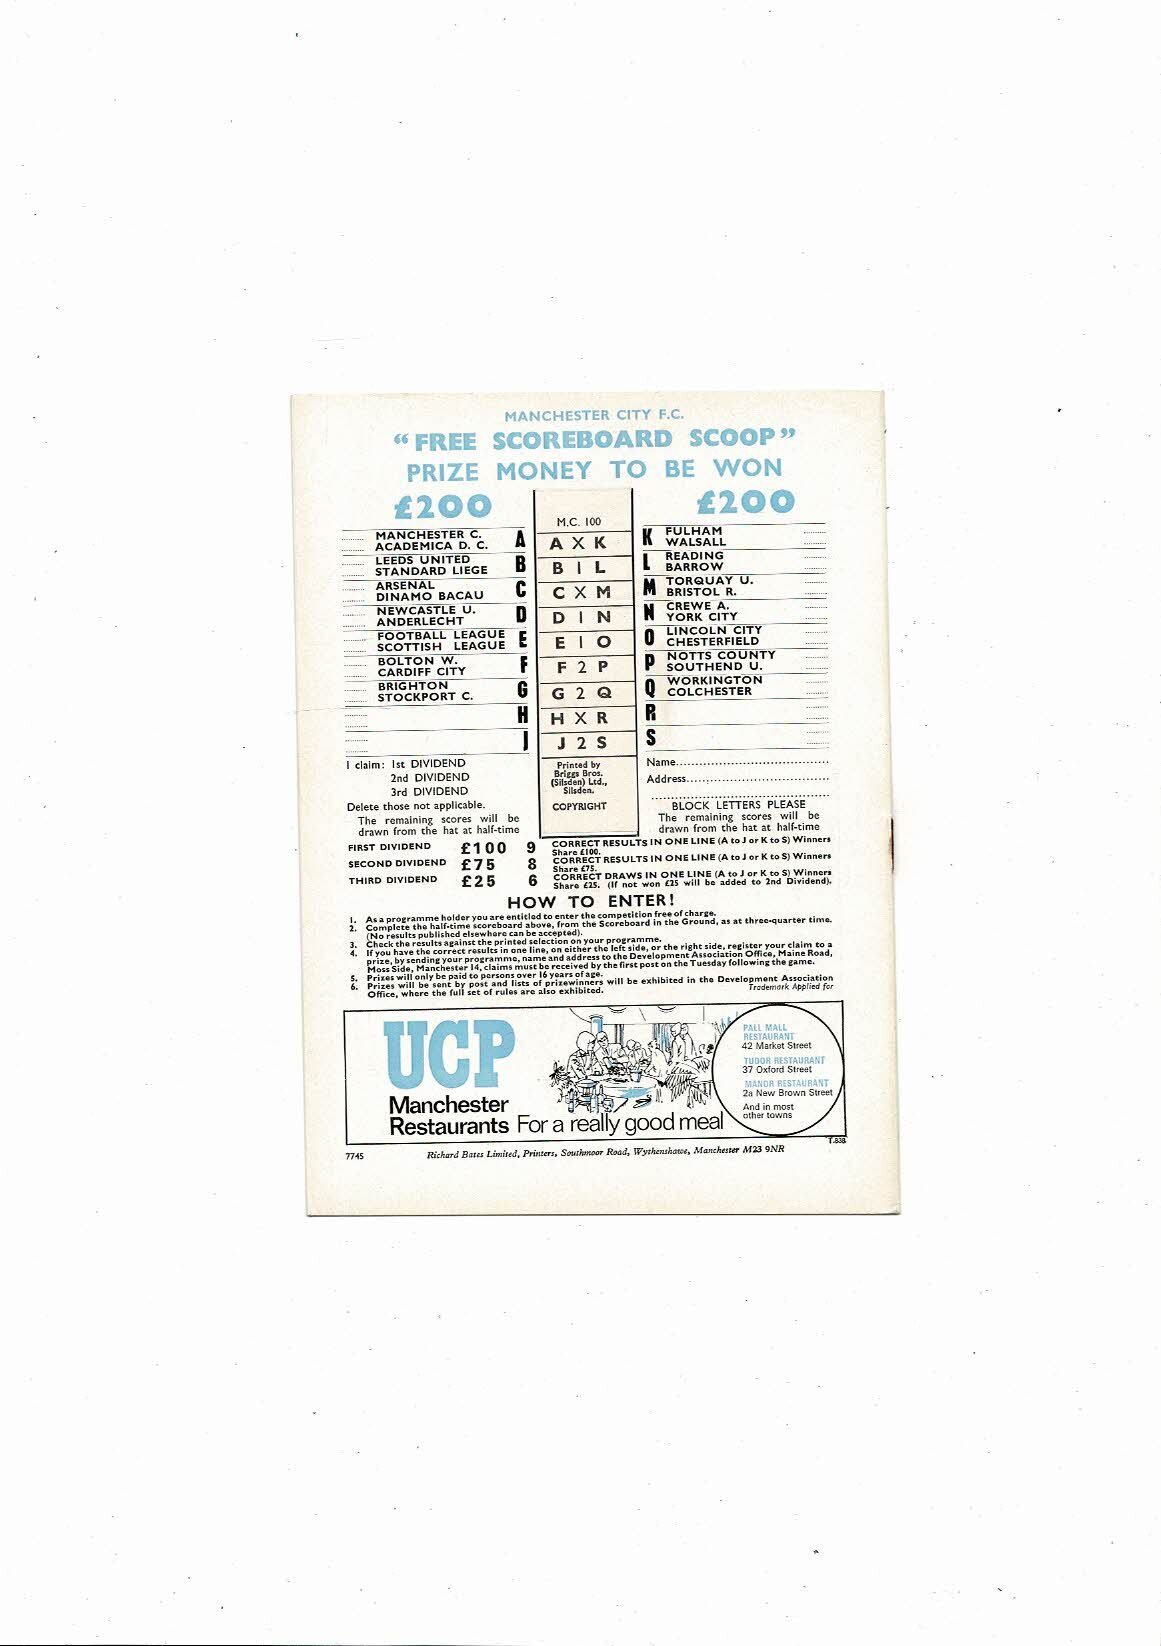 MANCHESTER CITY F.C.
“FREE SCOREBOARD SCOOP”
PRIZE MONEY TO BE WON
£200
£200
MANCHESTER C.
ACADEMICA D. C.
A
LEEDS UNITED
STANDARD LIEGE
B
ARSENAL
DINAMO BACAU
C
NEWCASTLE U.
ANDERLECHT
D
FOOTBALL LEAGUE
SCOTTISH LEAGUE
E
BOLTON W.
CARDIFF CITY
F
BRIGHTON
STOCKPORT C.
G
H
J
M.C. 100
A X K
B 1 L
C X M
D 1 N
E 1 O
F 2 P
G 2 Q
H X R
J 2 S
K
FULHAM
WALSALL
L
READING
BARROW
M
TORQUAY U.
BRISTOL R.
N
CREWE A.
YORK CITY
O
LINCOLN CITY
CHESTERFIELD
P
NOTTS COUNTY
SOUTHEND U.
Q
WORKINGTON
COLCHESTER
R
S
I claim: 1st DIVIDEND
2nd DIVIDEND
3rd DIVIDEND
Delete those not applicable.
The remaining scores will be
drawn from the hat at half-time
Printed by
Briggs Bros.
(Silsden) Ltd.,
Silsden.
COPYRIGHT
Name
Address
BLOCK LETTERS PLEASE
The remaining scores will be
drawn from the hat at half-time
FIRST DIVIDEND £100 9 CORRECT RESULTS IN ONE LINE (A to J or K to S) Winners
Share £100.
SECOND DIVIDEND £75 8 CORRECT RESULTS IN ONE LINE (A to J or K to S) Winners
Share £75.
THIRD DIVIDEND £25 6 CORRECT DRAWS IN ONE LINE (A to J or K to S) Winners
Share £25. (If not won £25 will be added to 2nd Dividend).
HOW TO ENTER!
1. As a programme holder you are entitled to enter the competition free of charge.
2. Complete the half-time scoreboard above, from the Scoreboard in the Ground, as at three-quarter time.
(No results published elsewhere can be accepted).
3. Check the results against the printed selection on your programme.
4. If you have the correct results in one line, on either the left side, or the right side, register your claim to a
prize, by sending your programme, name and address to the Development Association Office, Maine Road,
Moss Side, Manchester 14, claims must be received by the first post on the Tuesday following the game.
5. Prizes will only be paid to persons over 16 years of age.
6. Prizes will be sent by post and lists of prizewinners will be exhibited in the Development Association
Office, where the full set of rules are also exhibited.
Trademark Applied for
UCP
Manchester
Restaurants For a really good meal
PALL MALL
RESTAURANT
42 Market Street
TUDOR RESTAURANT
37 Oxford Street
MANOR RESTAURANT
2a New Brown Street
And in most
other towns
T.838
7745
Richard Bates Limited, Printers, Southmoor Road, Wythenshawe, Manchester M23 9NR